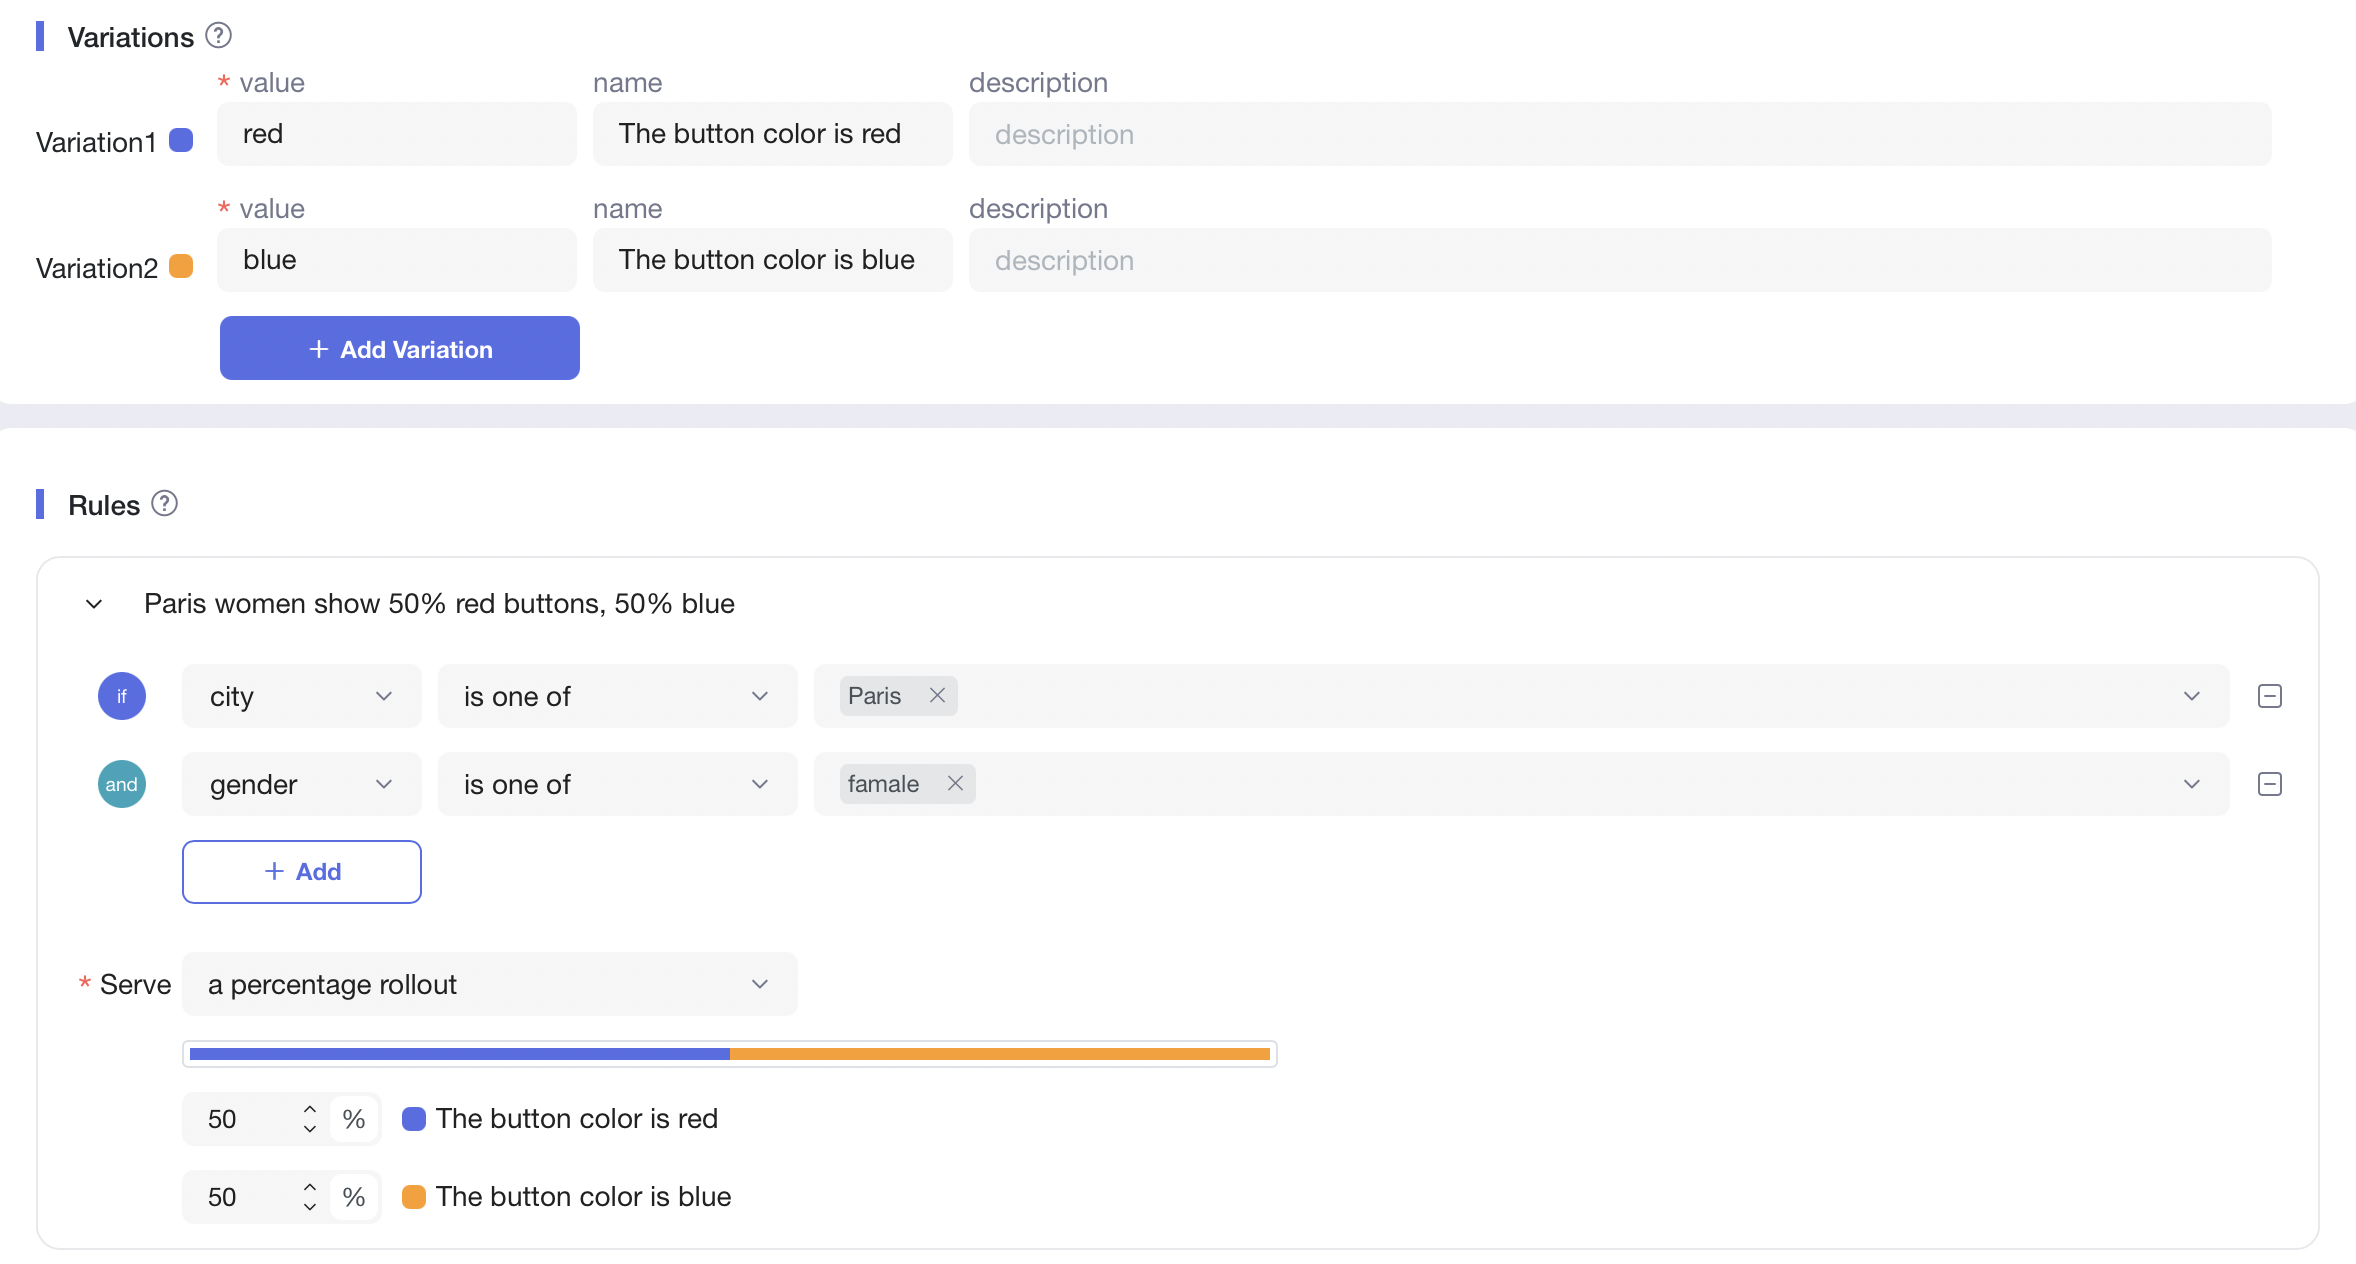 Variations ?
* value name description
Variation1 red The button color is red description
* value name description
Variation2 blue The button color is blue description
+ Add Variation
Rules ?
Paris women show 50% red buttons, 50% blue
if city is one of Paris
and gender is one of famale
+ Add
* Serve a percentage rollout
50 % The button color is red
50 % The button color is blue